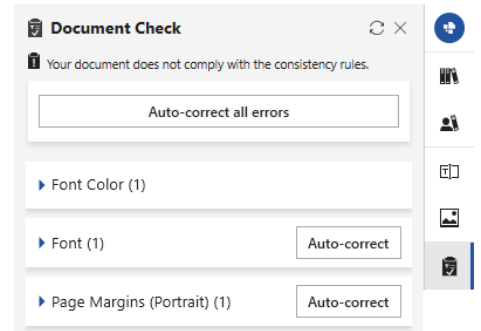 Document Check
Your document does not comply with the consistency rules.
Auto-correct all errors
Font Color (1)
Font (1)
Auto-correct
Page Margins (Portrait) (1)
Auto-correct